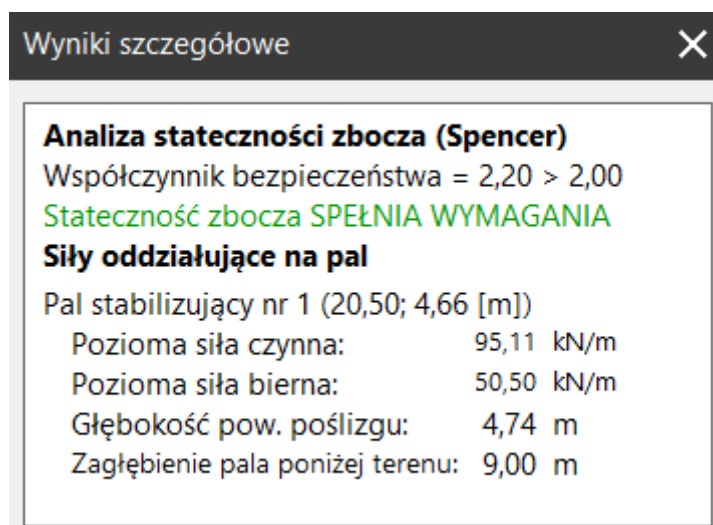 Wyniki szczegółowe
Analiza stateczności zbocza (Spencer)
Współczynnik bezpieczeństwa = 2,20 > 2,00
Stateczność zbocza SPEŁNIA WYMAGANIA
Siły oddziałujące na pal
Pal stabilizujący nr 1 (20,50; 4,66 [m])
Pozioma siła czynna: 95,11 kN/m
Pozioma siła bierna: 50,50 kN/m
Głębokość pow. poślizgu: 4,74 m
Zagłębienie pala poniżej terenu: 9,00 m